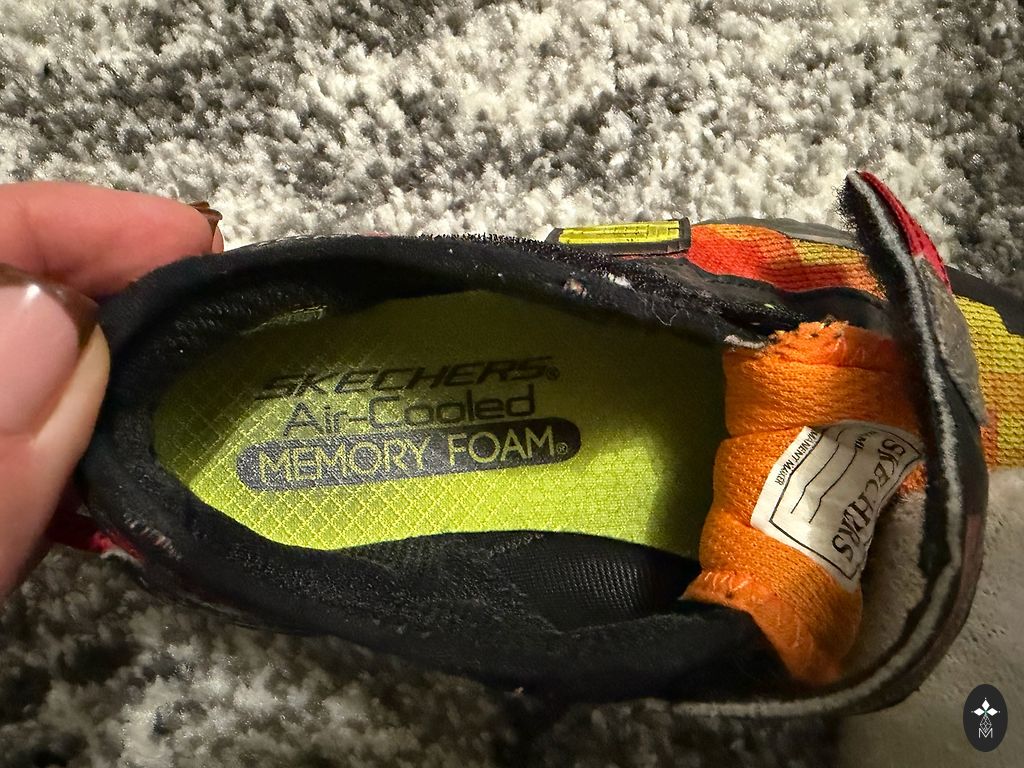 SKECHERS®
Air-Cooled
MEMORY FOAM®
SKECHERS
M